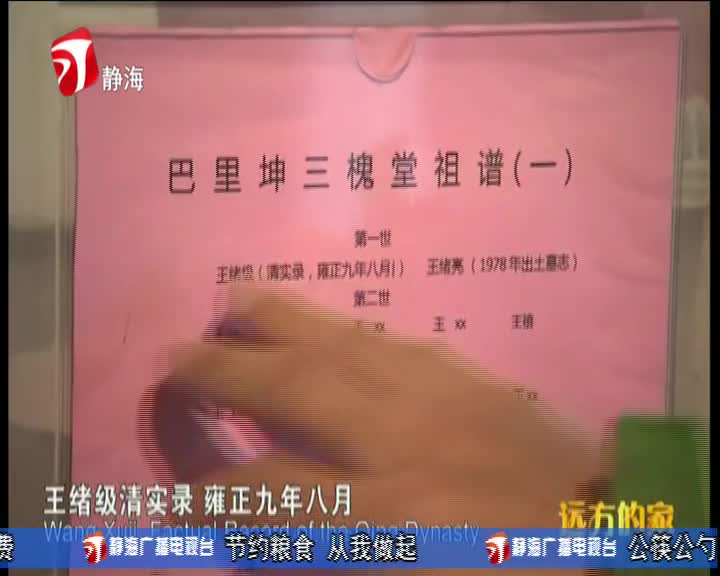 静海
巴里坤三槐堂祖谱(一)
第一世
王绪级(清实录,雍正九年八月) 王绪亮(1978年出土墓志)
第二世
王 xx 王 xx 王禎
xx
王绪级清实录 雍正九年八月
Wang Xuji, Factual Record of the Qing Dynasty
远方的家
费 静海广播电视台 节约粮食 从我做起 静海广播电视台 公筷公勺